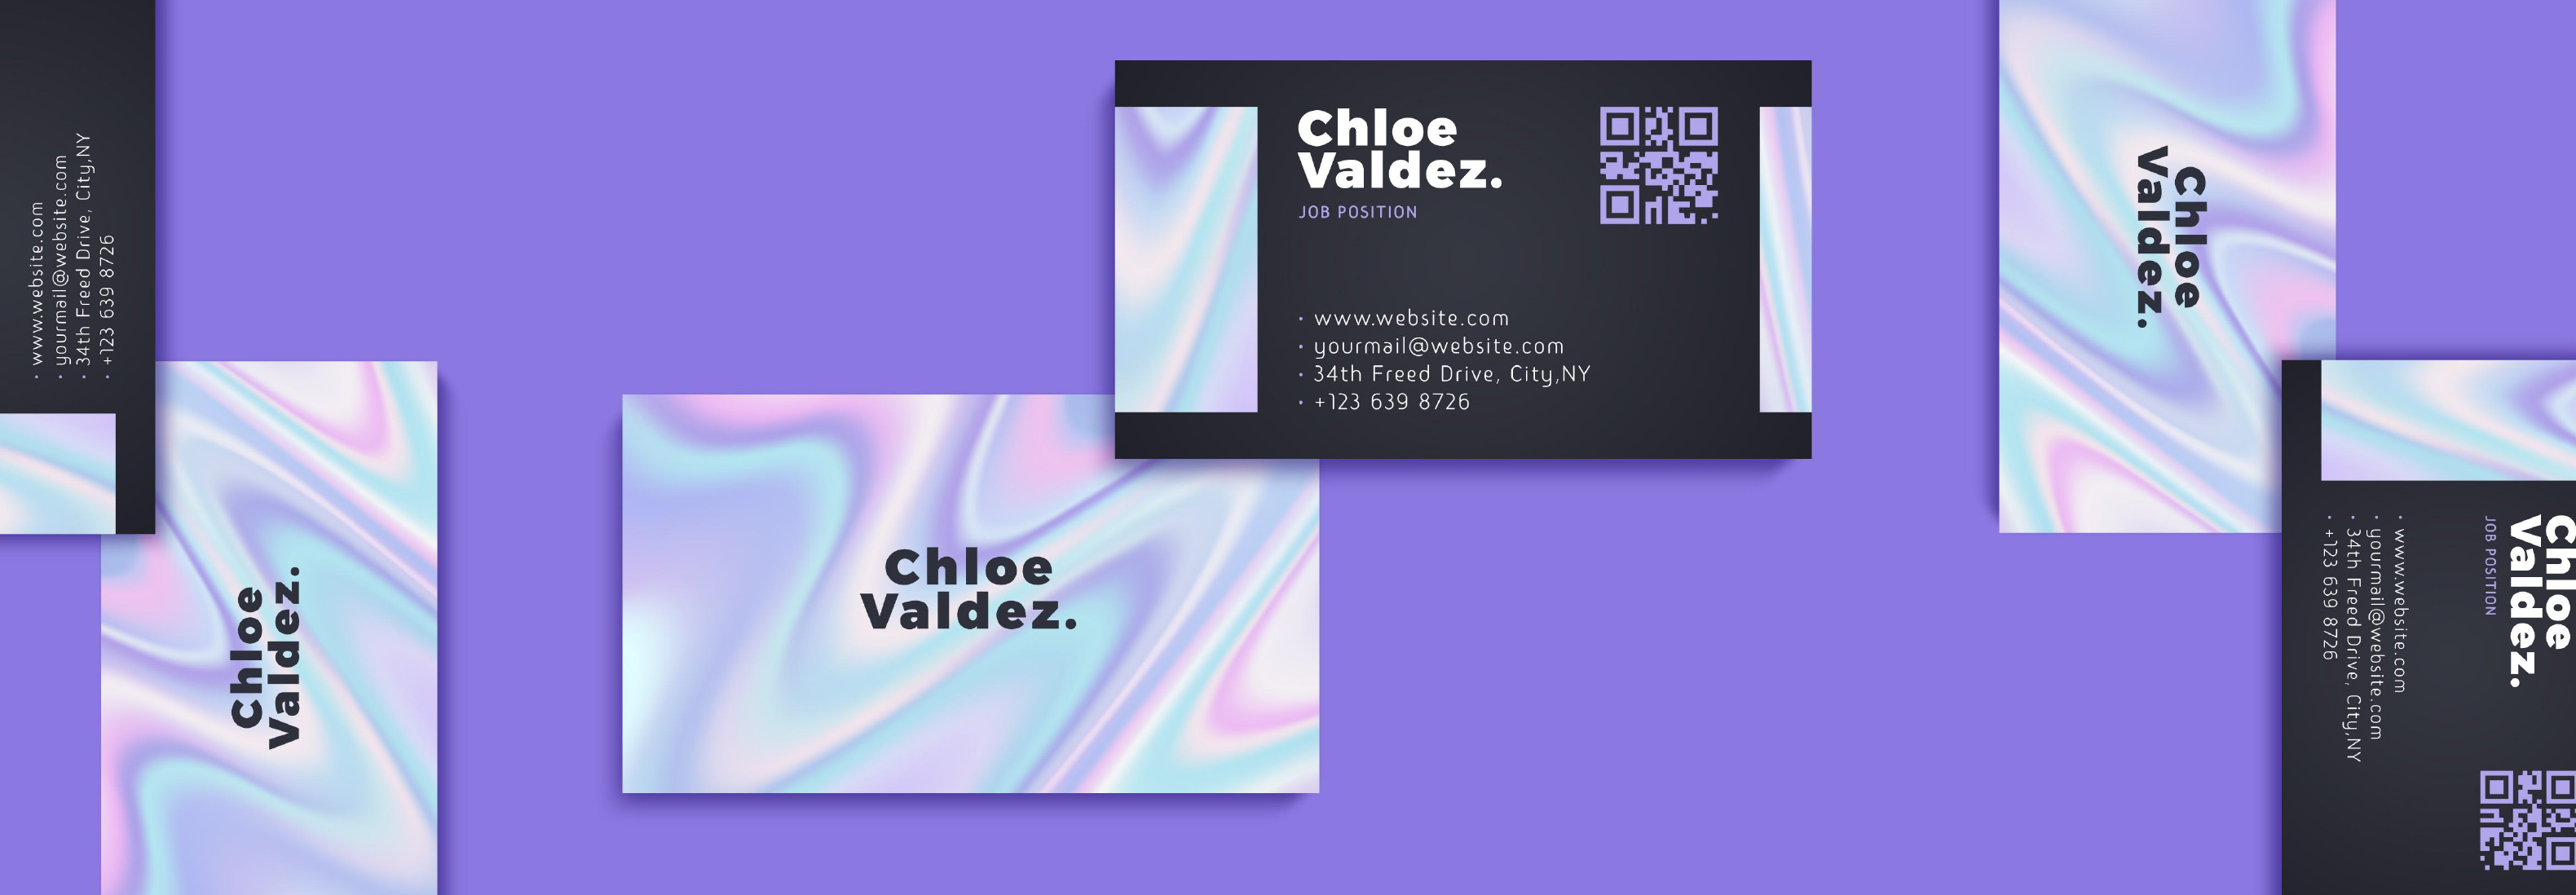 www.website.com
yourmail@website.com
34th Freed Drive, City,NY
+123 639 8726
Chloe
Valdez.
Chloe
Valdez.
Chloe
Valdez.
JOB POSITION
www.website.com
yourmail@website.com
34th Freed Drive, City,NY
+123 639 8726
Chloe
Valdez.
Chloe
Valdez.
JOB POSITION
www.website.com
yourmail@website.com
34th Freed Drive, City,NY
+123 639 8726